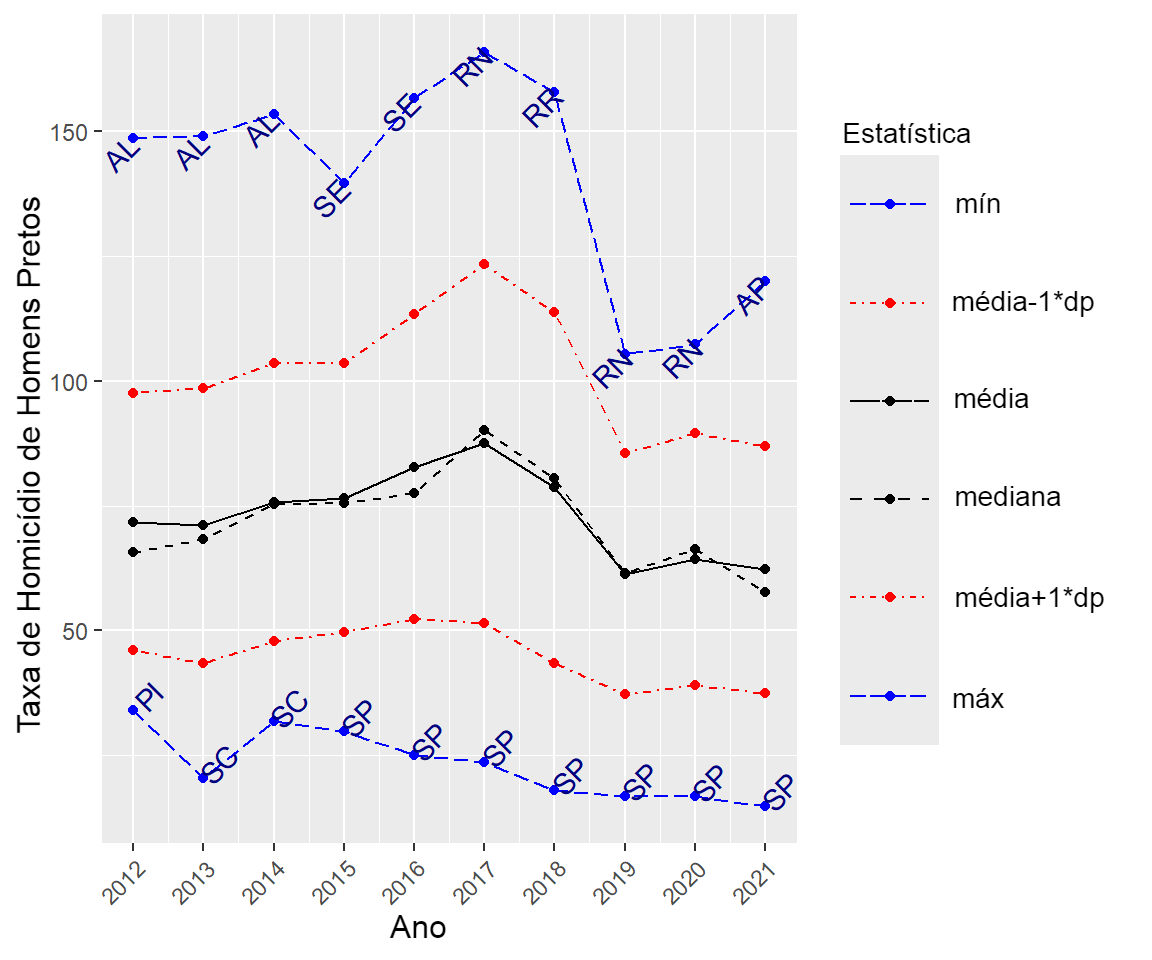 Taxa de Homicídio de Homens Pretos
150
100
50
AL
AL
AL
SE
SE
RN
RR
RN
RN
AP
PI
SC
SC
SP
SP
SP
SP
SP
SP
SP
2012
2013
2014
2015
2016
2017
2018
2019
2020
2021
Ano
Estatística
mín
média-1*dp
média
mediana
média+1*dp
máx